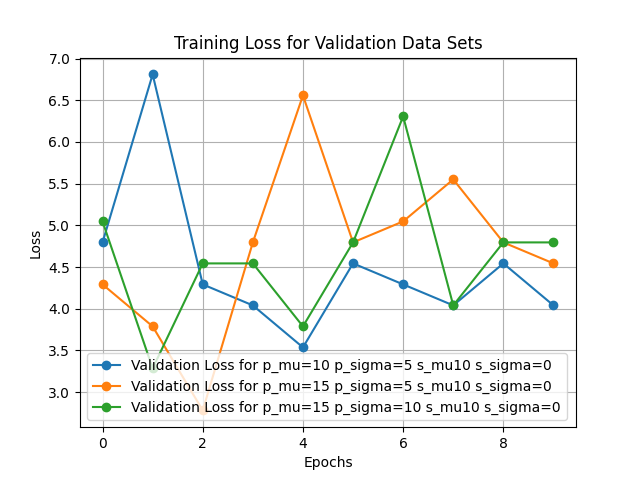 Training Loss for Validation Data Sets
7.0
6.5
6.0
5.5
5.0
4.5
4.0
3.5
3.0
Loss
Validation Loss for p_mu=10 p_sigma=5 s_mu10 s_sigma=0
Validation Loss for p_mu=15 p_sigma=5 s_mu10 s_sigma=0
Validation Loss for p_mu=15 p_sigma=10 s_mu10 s_sigma=0
0 2 4 6 8
Epochs